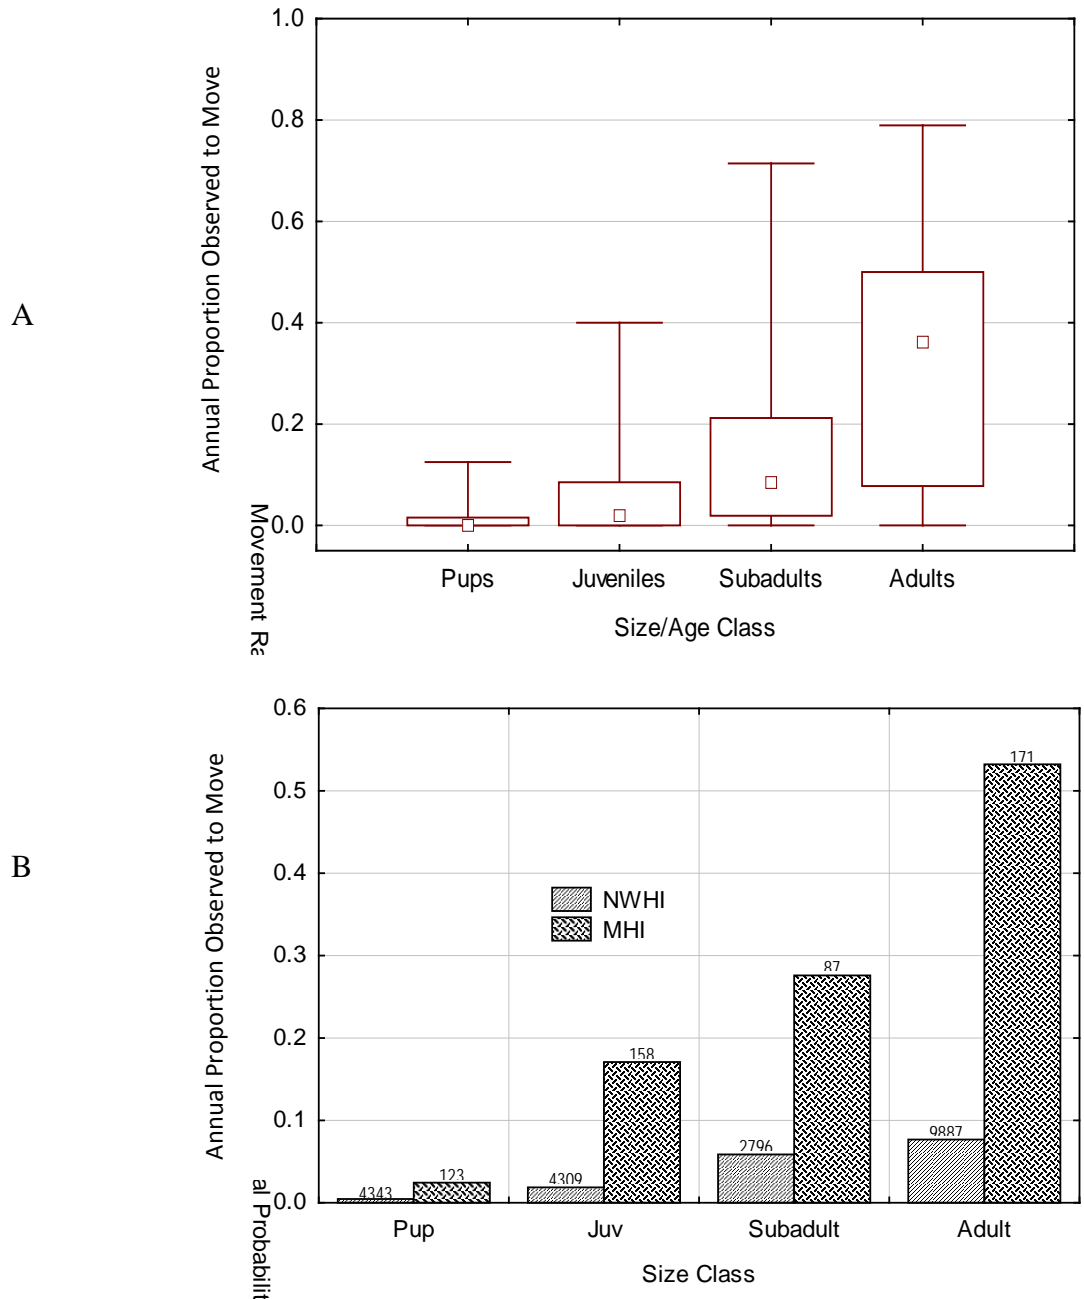 A
Annual Proportion Observed to Move
Movement Ra
1.0
0.8
0.6
0.4
0.2
0.0
Pups Juveniles Subadults Adults
Size/Age Class
B
Annual Proportion Observed to Move
al Probabilit
0.6
0.5
0.4
0.3
0.2
0.1
0.0
NWHI
MHI
4343 123 4309 158 2796 87 9887 171
Pup Juv Subadult Adult
Size Class